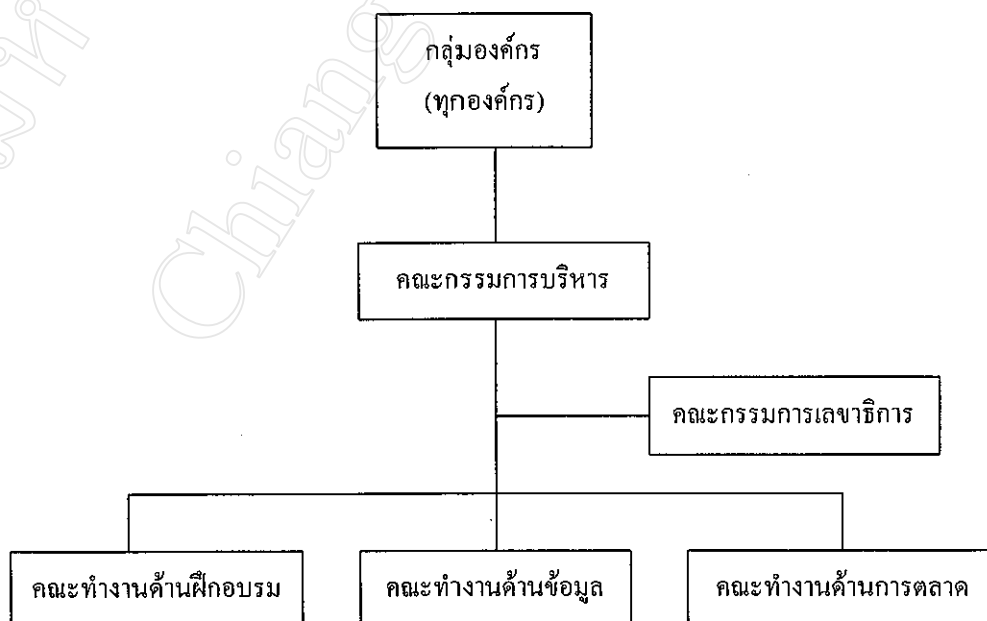 กลุ่มองค์กร
(ทุกองค์กร)
คณะกรรมการบริหาร
คณะกรรมการเลขาธิการ
คณะทำงานด้านฝึกอบรม
คณะทำงานด้านข้อมูล
คณะทำงานด้านการตลาด
Chiang